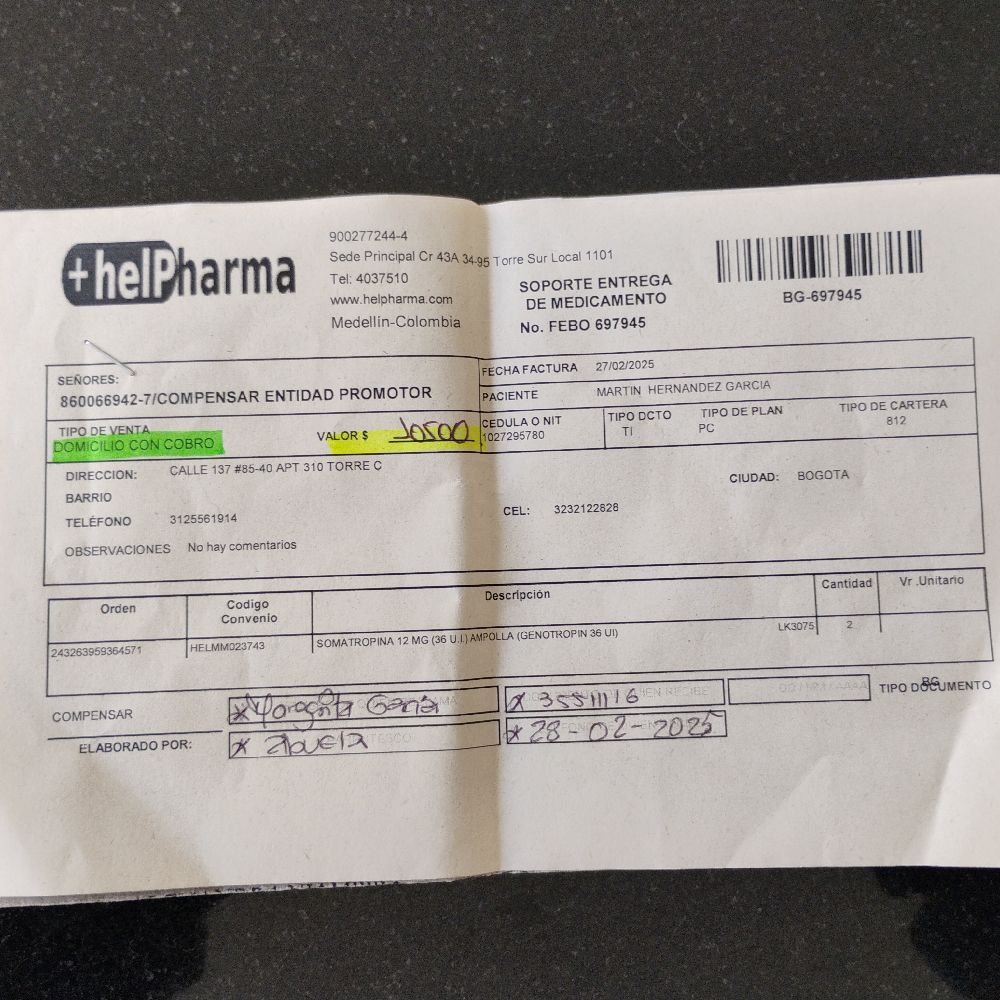 +helPharma
900277244-4
Sede Principal Cr 43A 34-95 Torre Sur Local 1101
Tel: 4037510
www.helpharma.com
Medellin-Colombia
SOPORTE ENTREGA
DE MEDICAMENTO
No. FEBO 697945
BG-697945
SEÑORES:
860066942-7/COMPENSAR ENTIDAD PROMOTOR
FECHA FACTURA 27/02/2025
PACIENTE MARTIN HERNANDEZ GARCIA
TIPO DE VENTA
DOMICILIO CON COBRO
VALOR $ 10500
CEDULA O NIT
1027295780
TIPO DCTO
TI
TIPO DE PLAN
PC
TIPO DE CARTERA
812
DIRECCION: CALLE 137 #85-40 APT 310 TORRE C
CIUDAD: BOGOTA
BARRIO
TELÉFONO 3125561914
CEL: 3232122828
OBSERVACIONES No hay comentarios
Orden Codigo Convenio Descripción Cantidad Vr .Unitario
243263959364571 HELMM023743 SOMATROPINA 12 MG (36 U.I.) AMPOLLA (GENOTROPIN 36 UI) LK3075 2
COMPENSAR
Margarita Garcia
x 35511116
DD/MM/AAAA
BG
TIPO DOCUMENTO
ELABORADO POR:
x abuela
x 28-02-2025